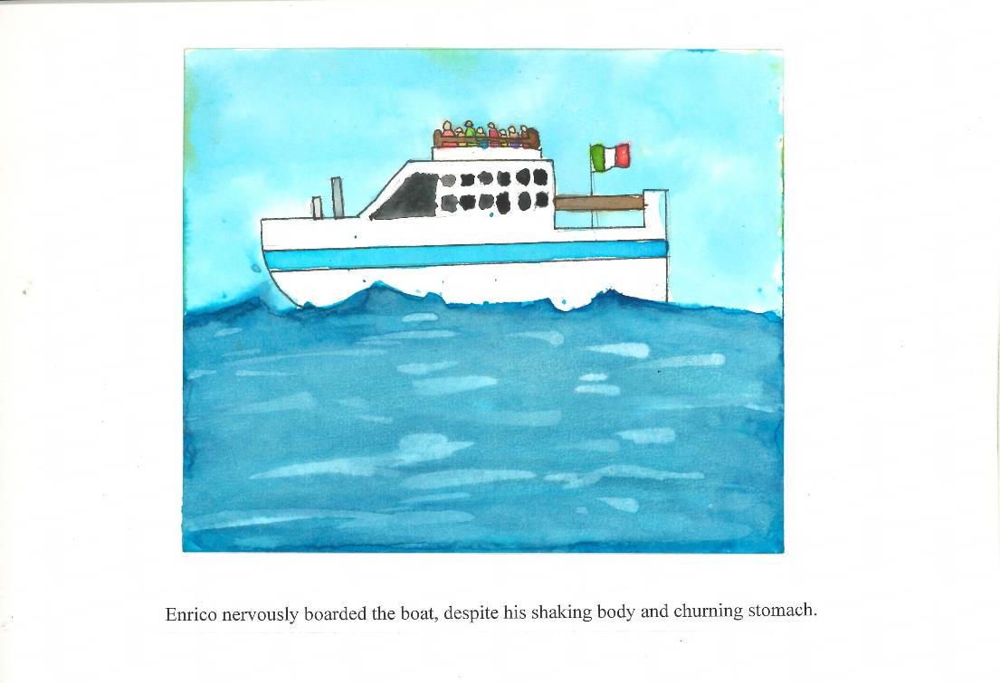 Enrico nervously boarded the boat, despite his shaking body and churning stomach.